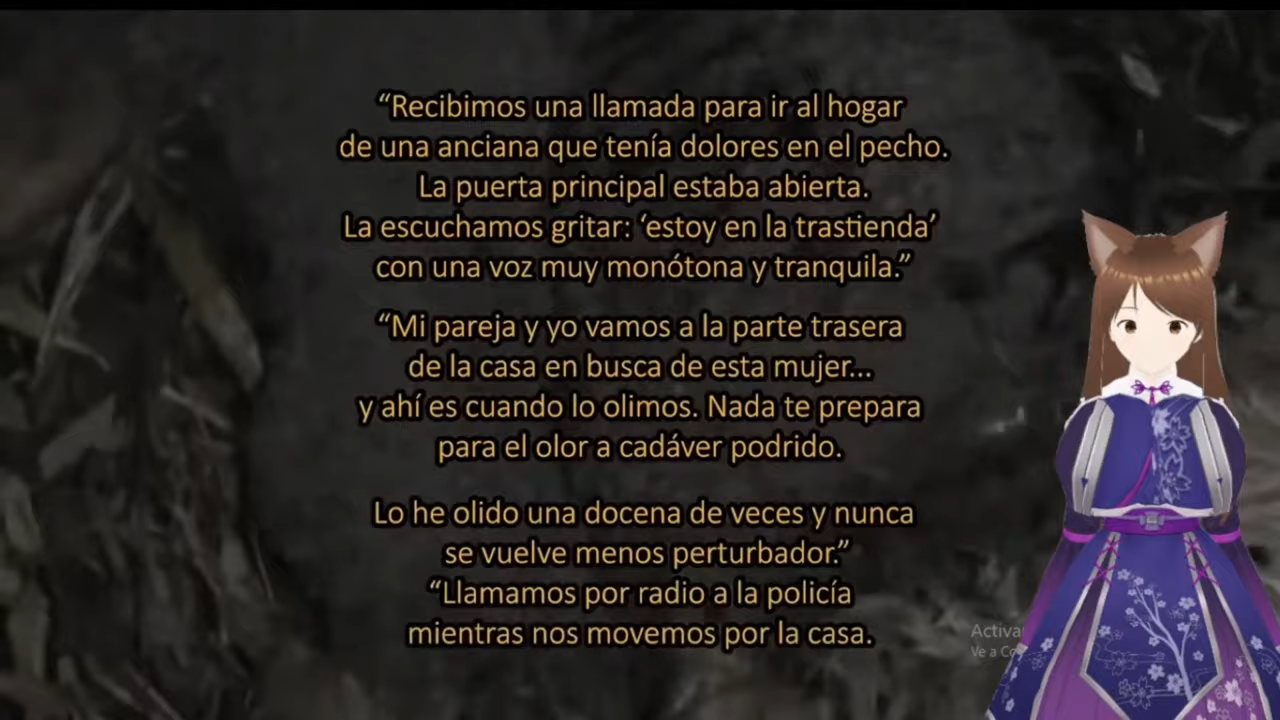 “Recibimos una llamada para ir al hogar
de una anciana que tenía dolores en el pecho.
La puerta principal estaba abierta.
La escuchamos gritar: ‘estoy en la trastienda’
con una voz muy monótona y tranquila.”
“Mi pareja y yo vamos a la parte trasera
de la casa en busca de esta mujer...
y ahí es cuando lo olimos. Nada te prepara
para el olor a cadáver podrido.
Lo he olido una docena de veces y nunca
se vuelve menos perturbador.”
“Llamamos por radio a la policía
mientras nos movemos por la casa.
Ve a